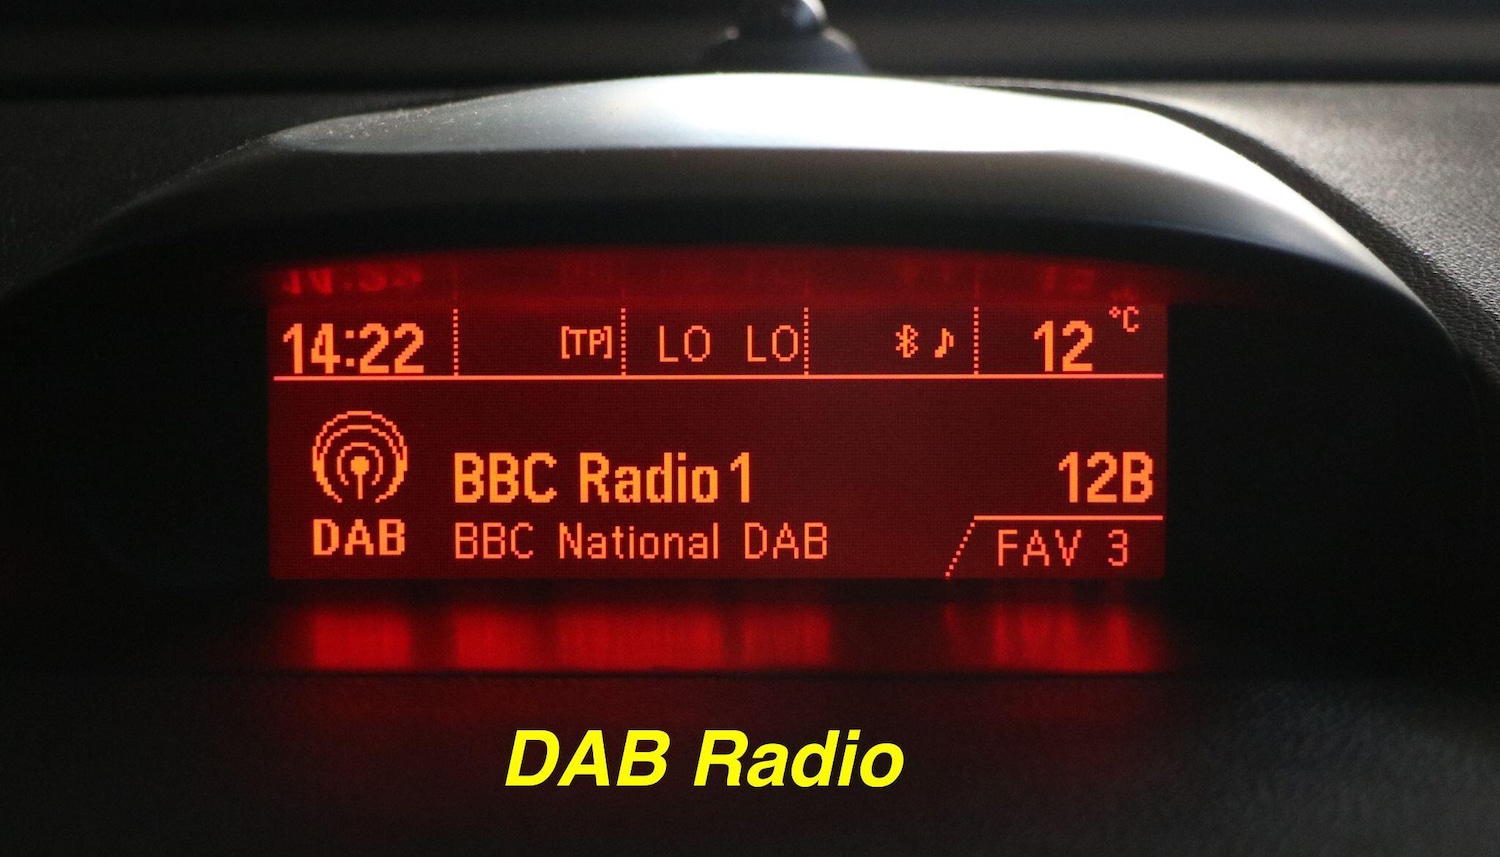 14:22 [TP] LO LO 12 °C
DAB
BBC Radio 1 12B
BBC National DAB FAV 3
DAB Radio